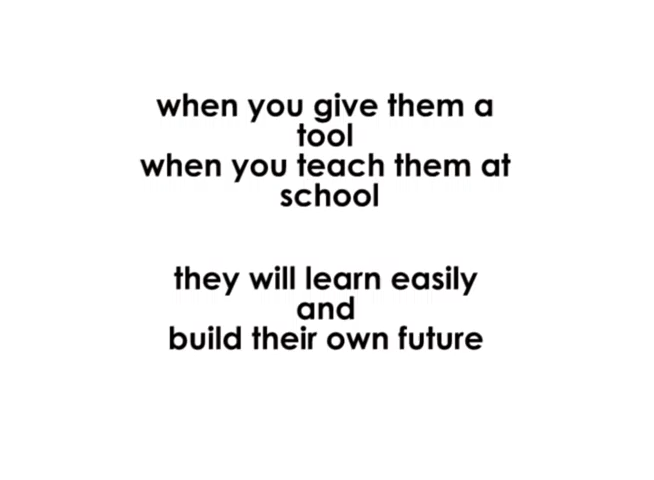 when you give them a
tool
when you teach them at
school
they will learn easily
and
build their own future